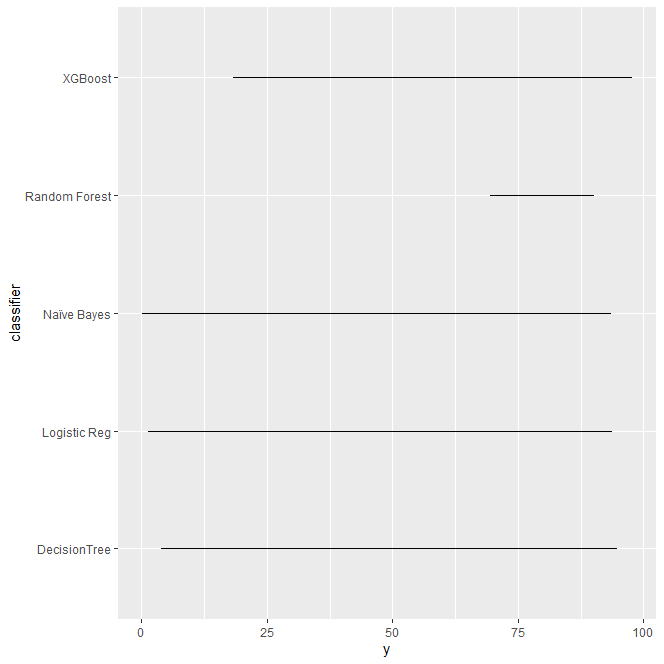 XGBoost
Random Forest
Naïve Bayes
Logistic Reg
DecisionTree
classifier
0 25 50 75 100
y